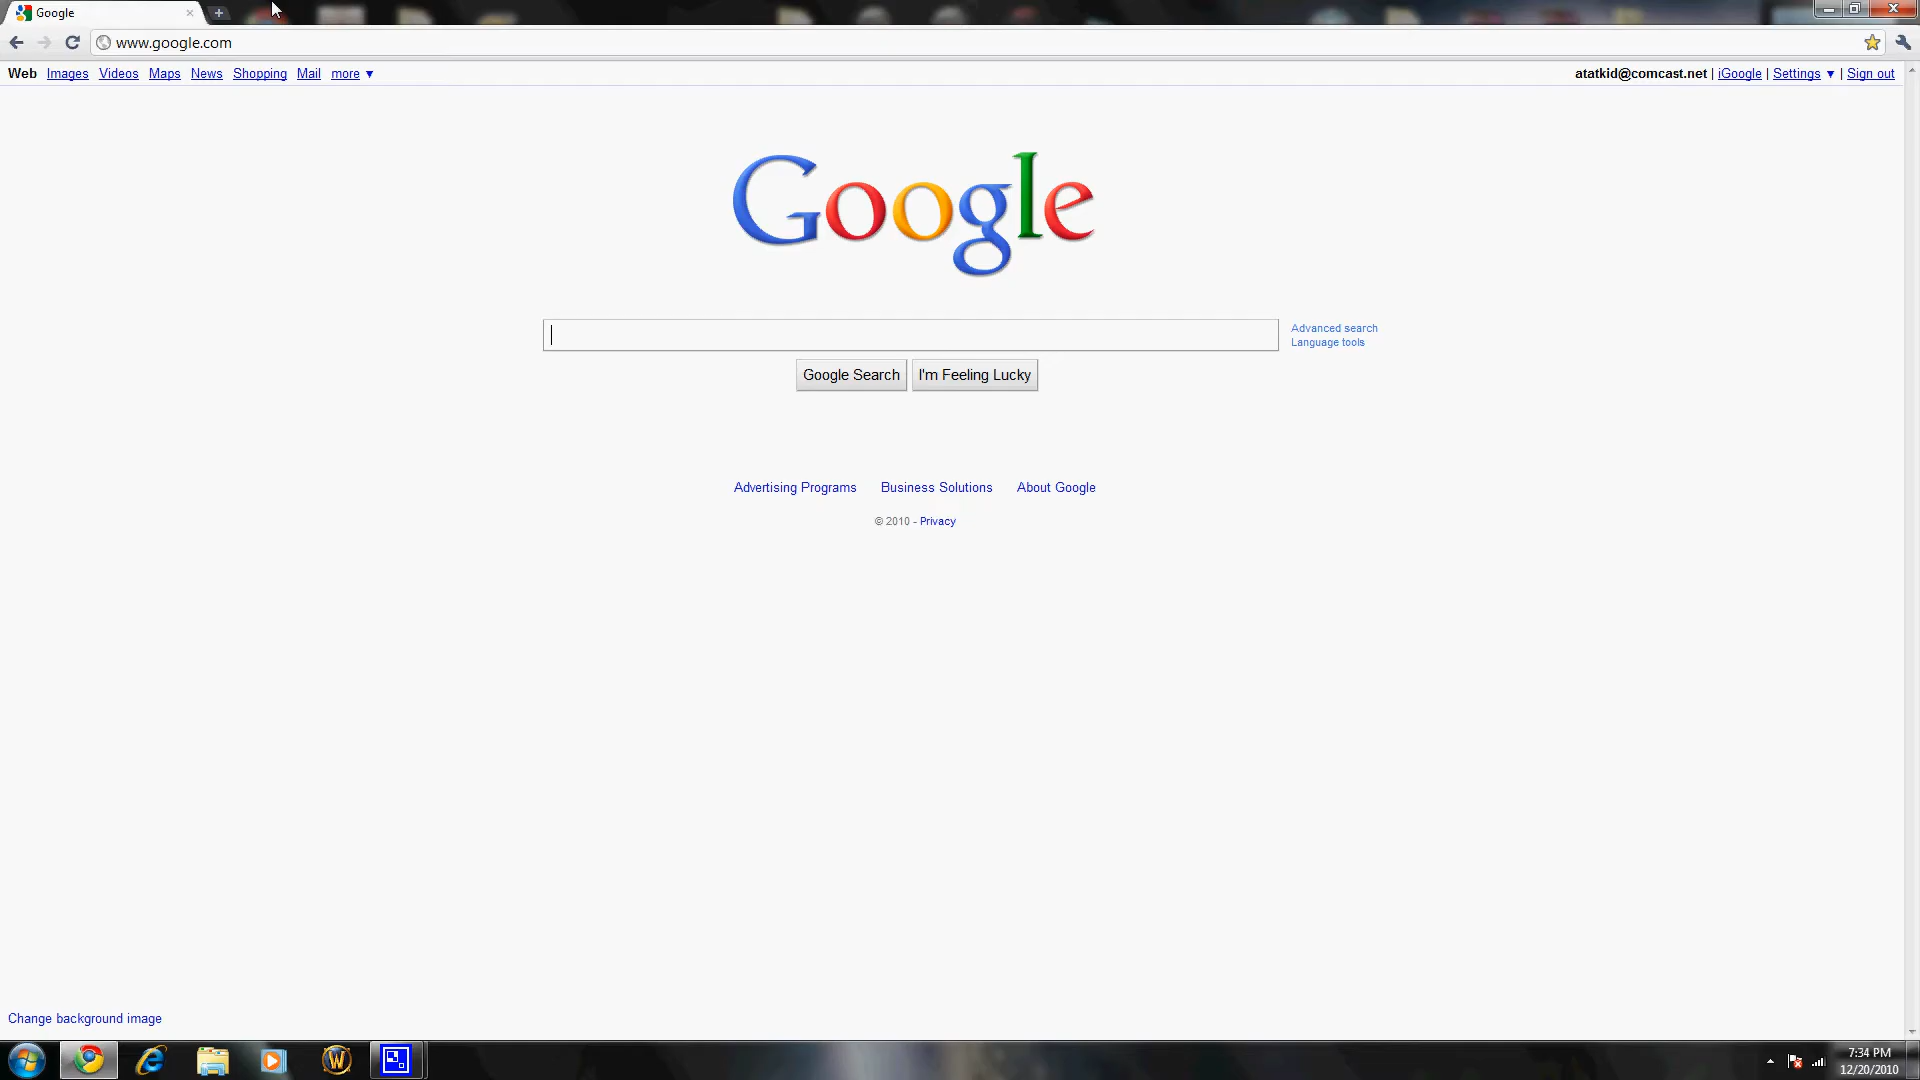 Google
www.google.com
Web Images Videos Maps News Shopping Mail more ▼
atatkid@comcast.net | iGoogle | Settings ▼ | Sign out
Google
Advanced search
Language tools
Google Search I'm Feeling Lucky
Advertising Programs Business Solutions About Google
© 2010 - Privacy
Change background image
7:34 PM
12/20/2010